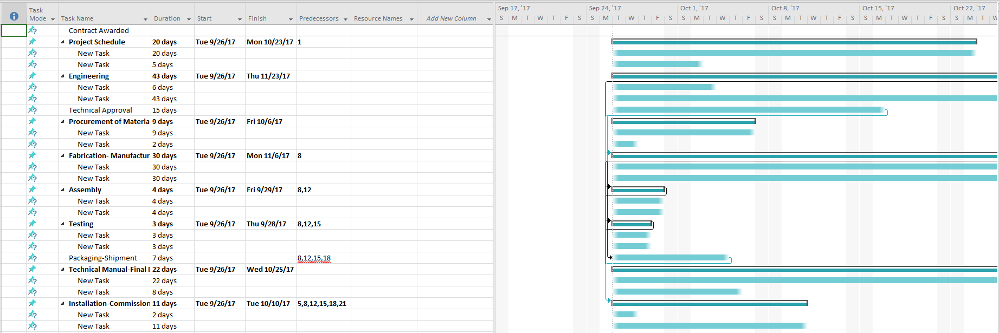 Sep 17, '17 Sep 24, '17 Oct 1, '17 Oct 8, '17 Oct 15, '17 Oct 22, '17
Task Mode Task Name Duration Start Finish Predecessors Resource Names Add New Column S M T W T F S S M T W T F S S M T W T F S S M T W T F S S M T W T F S S M T W
Contract Awarded
Project Schedule 20 days Tue 9/26/17 Mon 10/23/17 1
New Task 20 days
New Task 5 days
Engineering 43 days Tue 9/26/17 Thu 11/23/17
New Task 6 days
New Task 43 days
Technical Approval 15 days
Procurement of Materia 9 days Tue 9/26/17 Fri 10/6/17
New Task 9 days
New Task 2 days
Fabrication- Manufactur 30 days Tue 9/26/17 Mon 11/6/17 8
New Task 30 days
New Task 30 days
Assembly 4 days Tue 9/26/17 Fri 9/29/17 8,12
New Task 4 days
New Task 4 days
Testing 3 days Tue 9/26/17 Thu 9/28/17 8,12,15
New Task 3 days
New Task 3 days
Packaging-Shipment 7 days 8,12,15,18
Technical Manual-Final 22 days Tue 9/26/17 Wed 10/25/17
New Task 22 days
New Task 8 days
Installation-Commission 11 days Tue 9/26/17 Tue 10/10/17 5,8,12,15,18,21
New Task 2 days
New Task 11 days